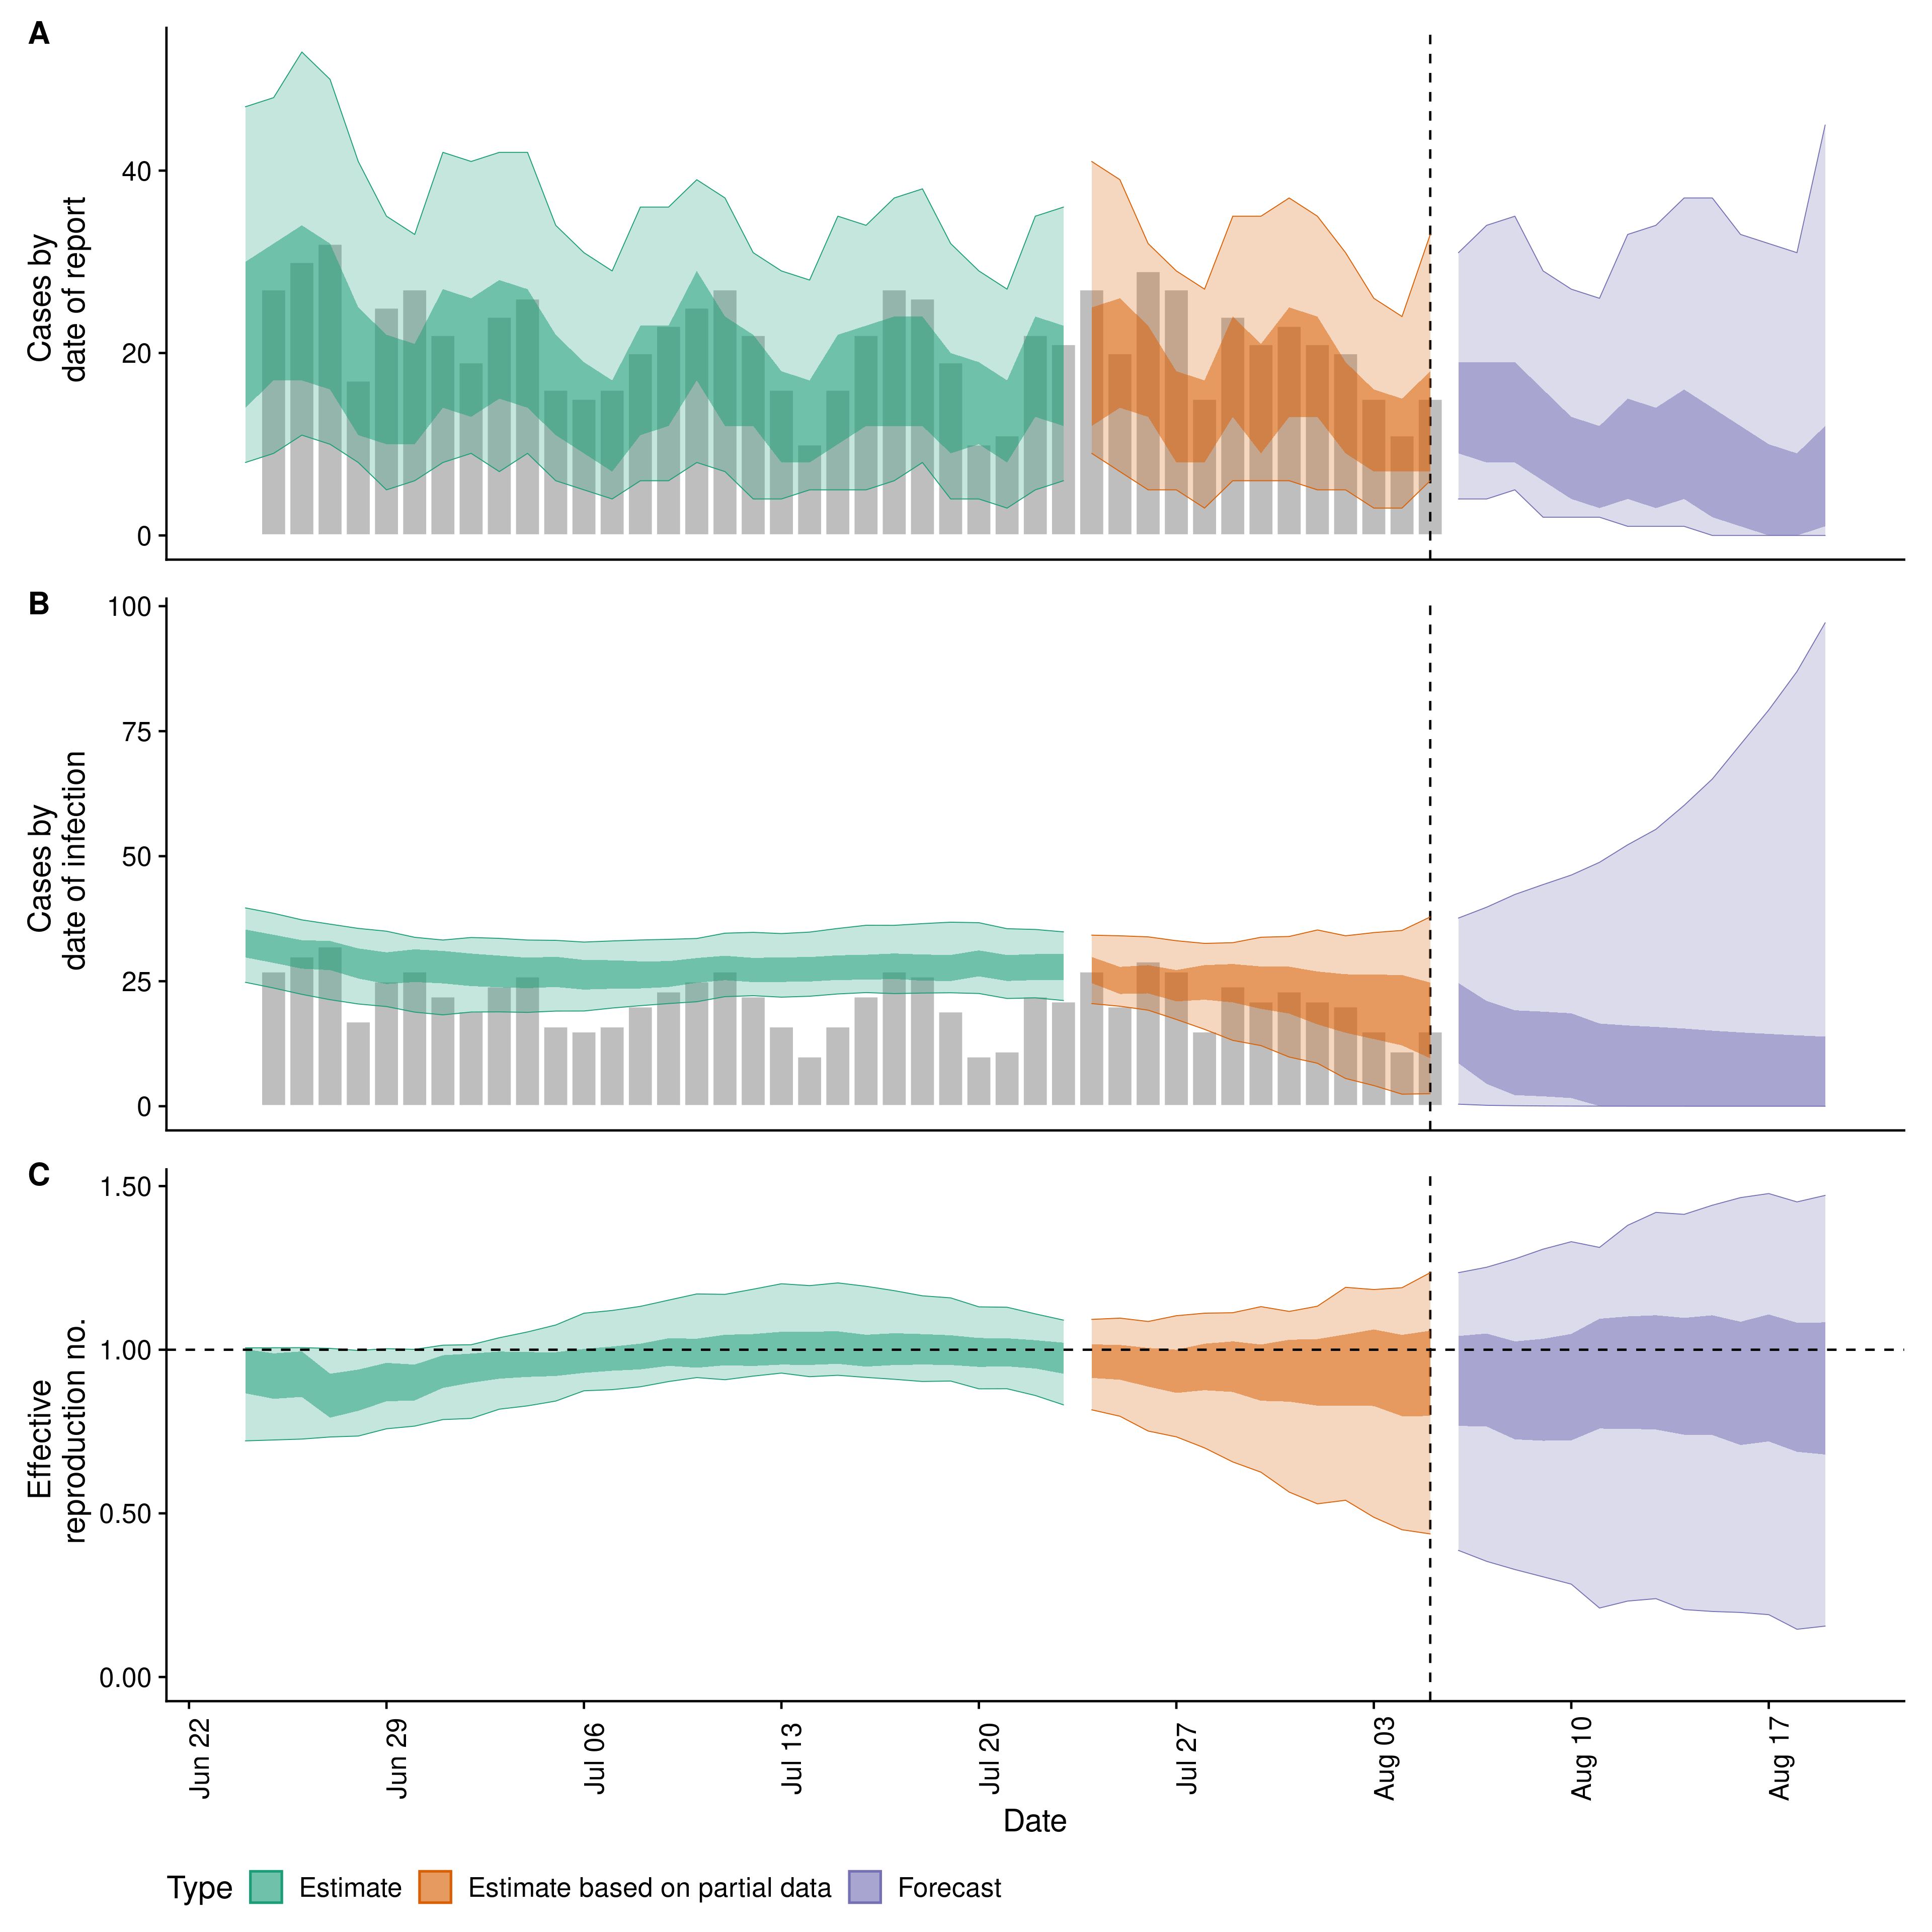 A
Cases by
date of report
40
20
0
B
Cases by
date of infection
100
75
50
25
0
C
Effective
reproduction no.
1.50
1.00
0.50
0.00
Jun 22
Jun 29
Jul 06
Jul 13
Jul 20
Jul 27
Aug 03
Aug 10
Aug 17
Date
Type Estimate Estimate based on partial data Forecast